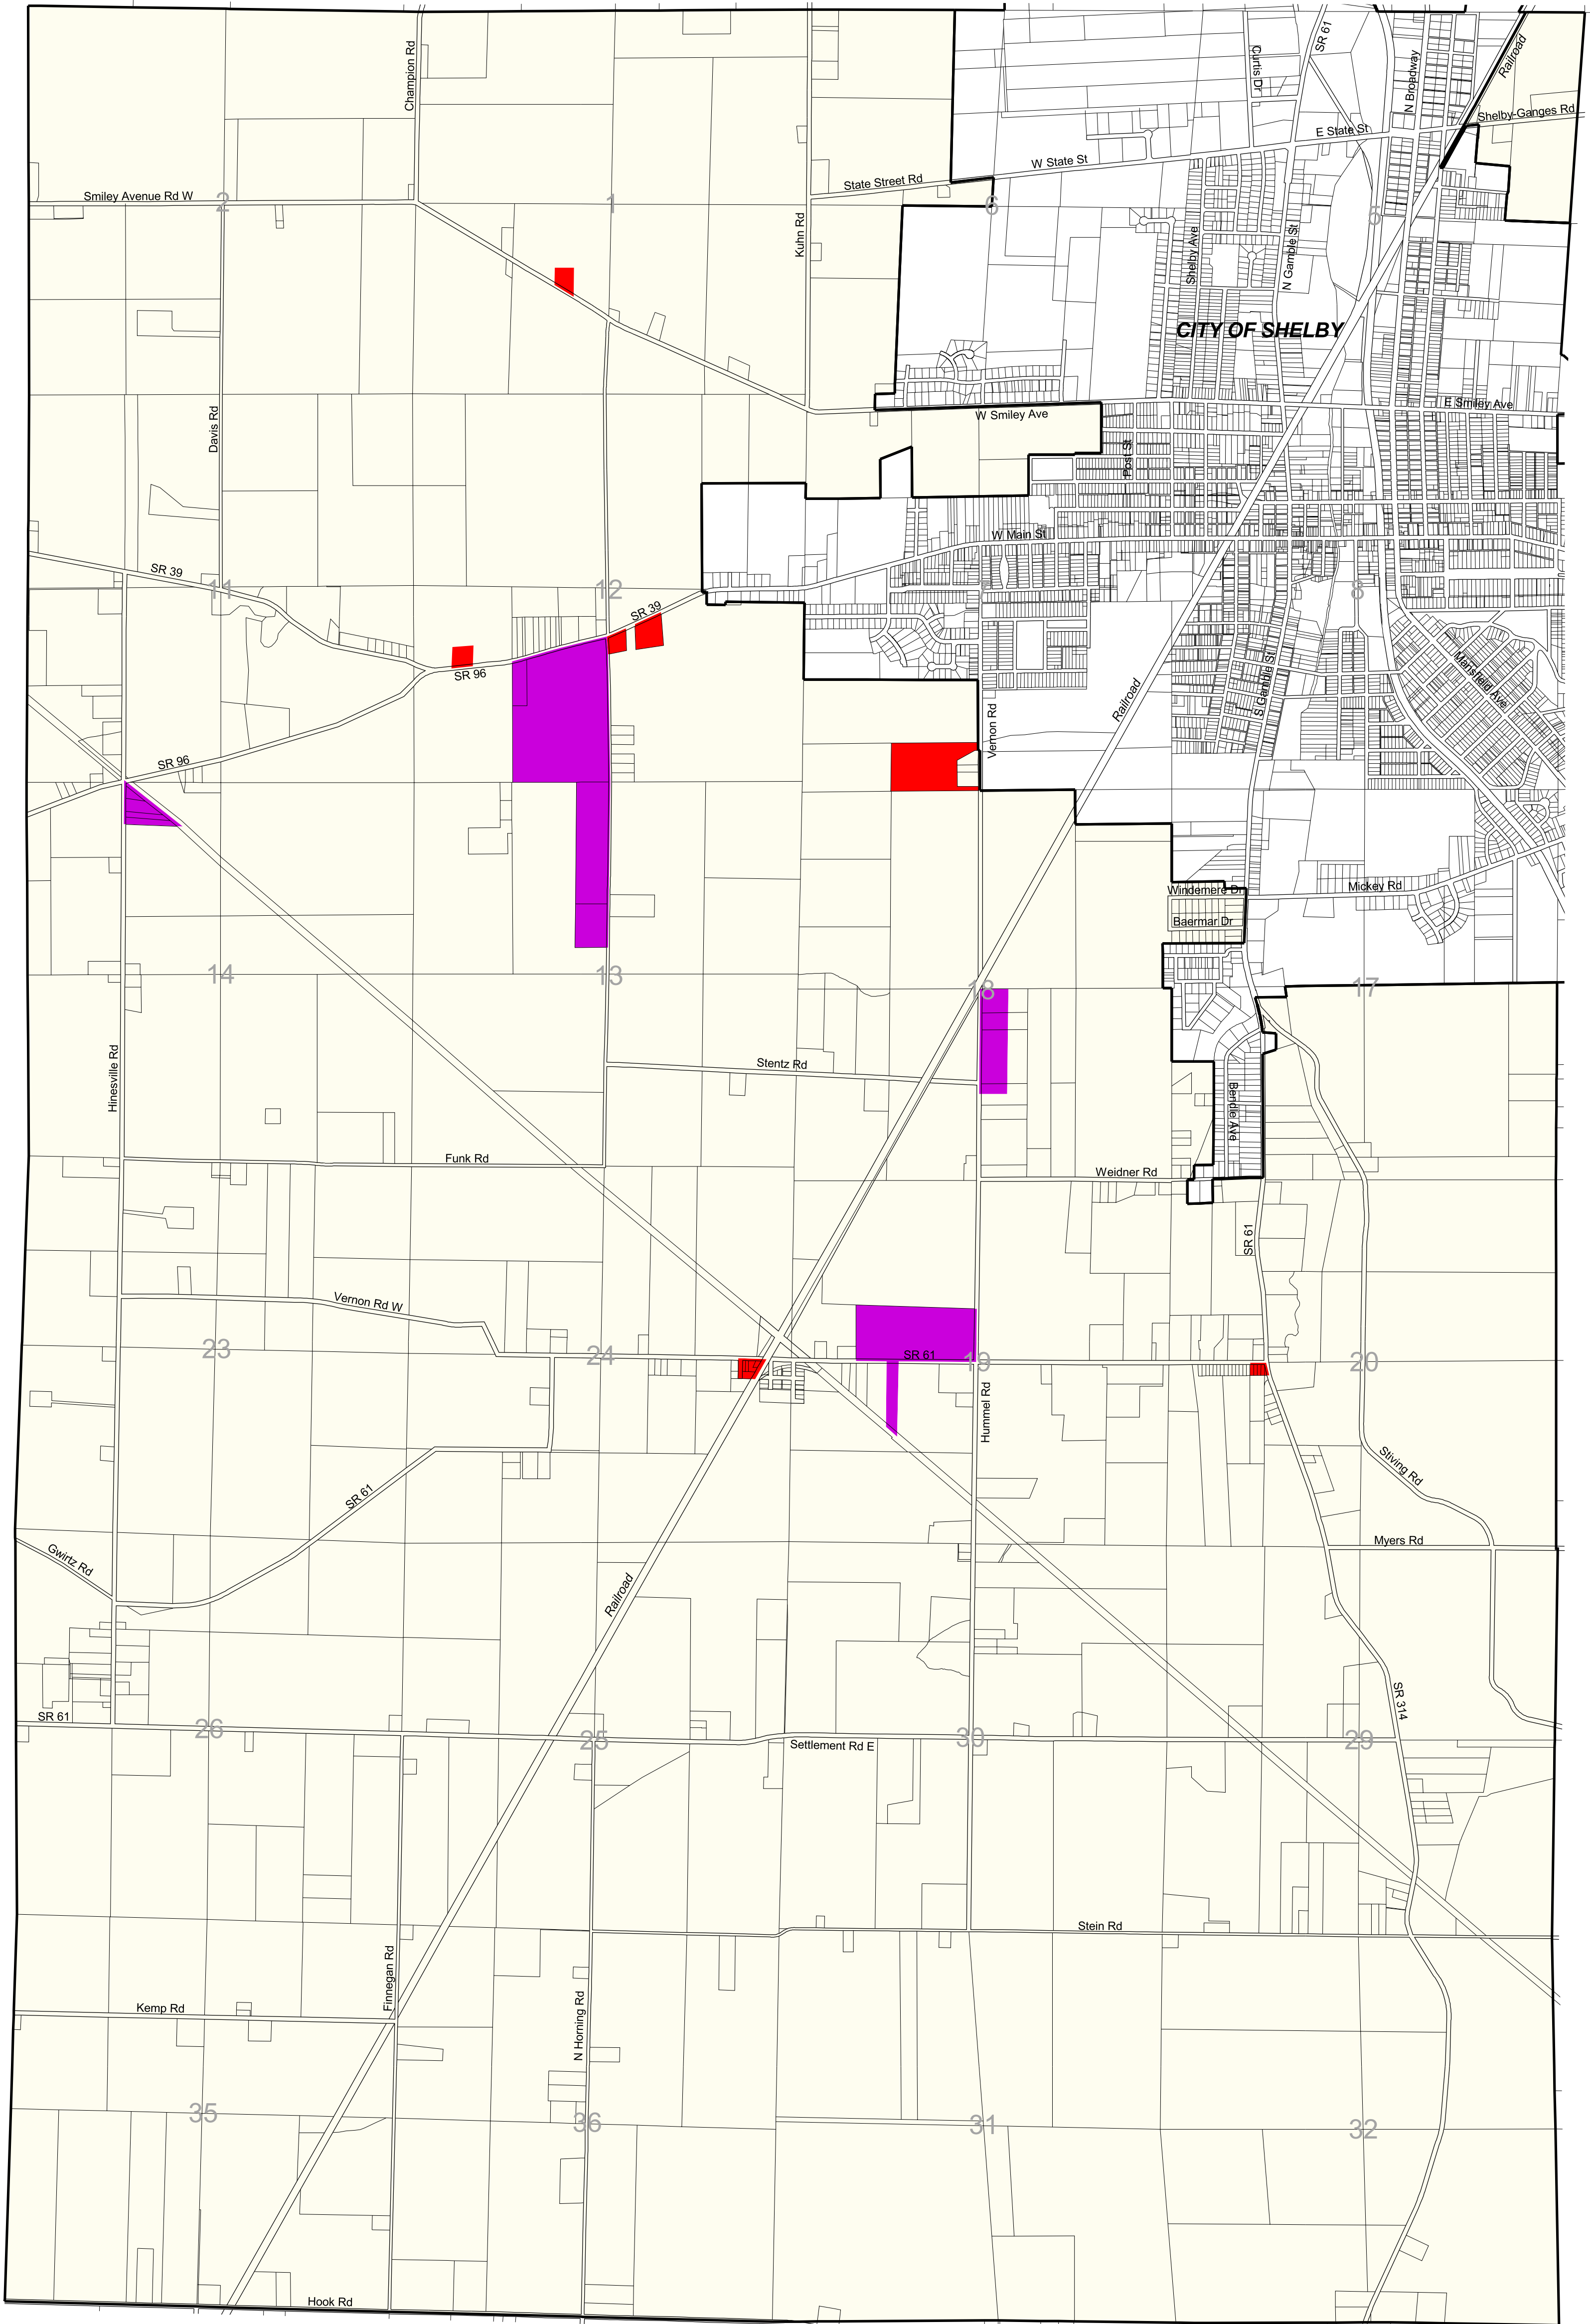 Champion Rd
Curtis Dr
SR 61
N Broadway
Railroad
Shelby-Ganges Rd
E State St
W State St
State Street Rd
Smiley Avenue Rd W
2
1
6
5
Kuhn Rd
Shelby Ave
N Gamble St
CITY OF SHELBY
Davis Rd
W Smiley Ave
E Smiley Ave
Post St
W Main St
SR 39
11
12
7
8
SR 39
SR 96
Mansfield Ave
S Gamble St
Railroad
Vernon Rd
SR 96
Windemere Dr
Mickey Rd
Baermar Dr
14
13
18
17
Hinesville Rd
Stentz Rd
Bendle Ave
Funk Rd
Weidner Rd
SR 61
Vernon Rd W
23
24
SR 61
19
20
Hummel Rd
Stiving Rd
SR 61
Myers Rd
Gwirtz Rd
Railroad
SR 314
SR 61
26
25
Settlement Rd E
30
29
Stein Rd
Finnegan Rd
Kemp Rd
N Horning Rd
35
36
31
32
Hook Rd